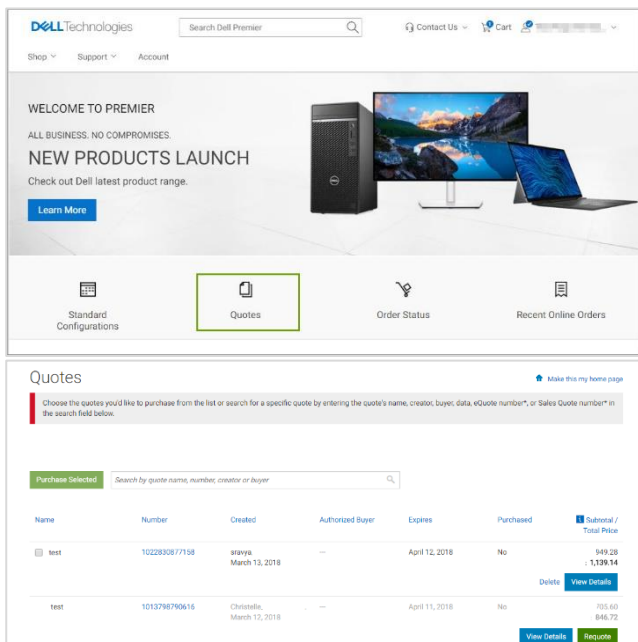 DELLTechnologies
Search Dell Premier
Contact Us
Cart
Shop
Support
Account
WELCOME TO PREMIER
ALL BUSINESS. NO COMPROMISES.
NEW PRODUCTS LAUNCH
Check out Dell latest product range.
Learn More
Standard
Configurations
Quotes
Order Status
Recent Online Orders
Quotes
Make this my home page
Choose the quotes you'd like to purchase from the list or search for a specific quote by entering the quote's name, creator, buyer, data, eQuote number*, or Sales Quote number* in
the search field below.
Purchase Selected
Search by quote name, number, creator or buyer
Name Number Created Authorized Buyer Expires Purchased Subtotal /
Total Price
test 1022830877158 sravya — April 12, 2018 No 949.28
March 13, 2018 : 1,139.14
Delete View Details
test 1013798790616 Christelle, — April 11, 2018 No 705.60
March 12, 2018 : 846.72
View Details Requote